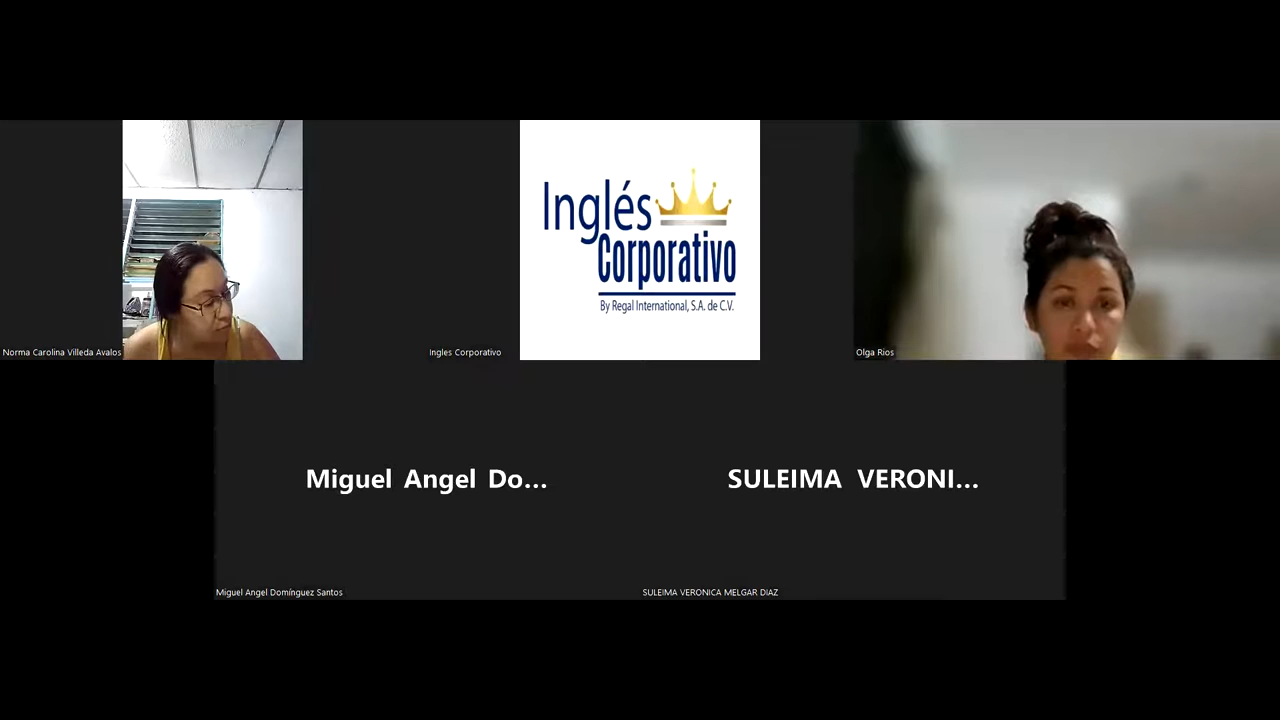 Inglés
Corporativo
By Regal International, S.A. de C.V.
Norma Carolina Villeda Avalos
Ingles Corporativo
Olga Rios
Miguel Angel Do...
SULEIMA VERONI...
Miguel Angel Domínguez Santos
SULEIMA VERONICA MELGAR DIAZ